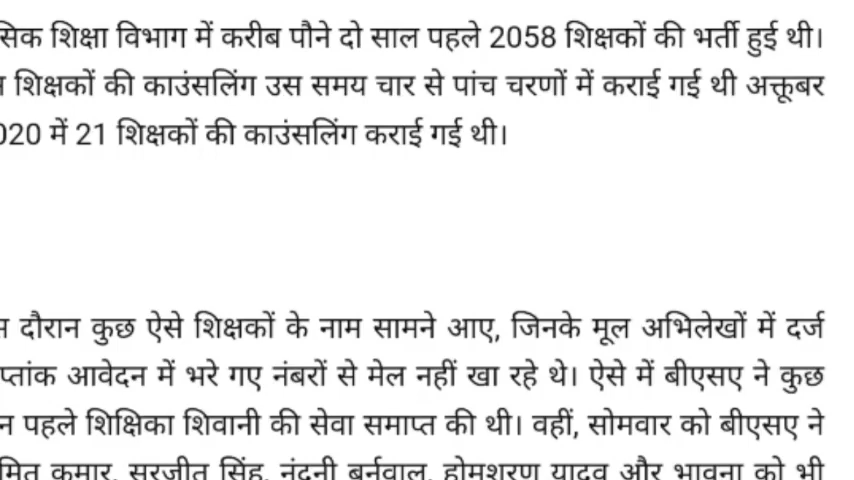 शिक्षा विभाग में करीब पौने दो साल पहले 2058 शिक्षकों की भर्ती हुई थी।
शिक्षकों की काउंसलिंग उस समय चार से पांच चरणों में कराई गई थी अक्तूबर
में 21 शिक्षकों की काउंसलिंग कराई गई थी।
दौरान कुछ ऐसे शिक्षकों के नाम सामने आए, जिनके मूल अभिलेखों में दर्ज
आवेदन में भरे गए नंबरों से मेल नहीं खा रहे थे। ऐसे में बीएसए ने कुछ
पहले शिक्षिका शिवानी की सेवा समाप्त की थी। वहीं, सोमवार को बीएसए ने
कुमार, सरजीत सिंह, नंदनी बर्नवाल, होमशरण यादव और भावना को भी